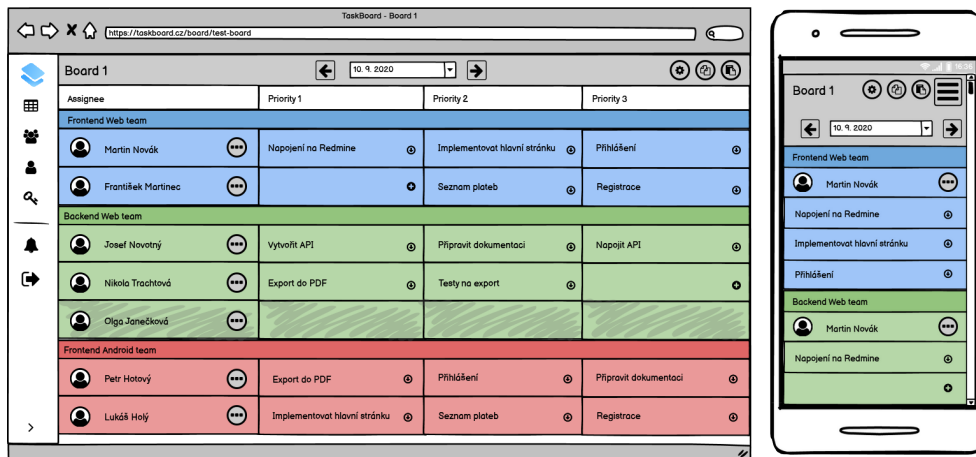 TaskBoard - Board 1
https://taskboard.cz/board/test-board
Board 1
10. 9. 2020
Assignee Priority 1 Priority 2 Priority 3
Frontend Web team
Martin Novák Napojení na Redmine Implementovat hlavní stránku Přihlášení
František Martinec Seznam plateb Registrace
Backend Web team
Josef Novotný Vytvořit API Připravit dokumentaci Napojit API
Nikola Trachtová Export do PDF Testy na export
Olga Janečková
Frontend Android team
Petr Hotový Export do PDF Přihlášení Připravit dokumentaci
Lukáš Holý Implementovat hlavní stránku Seznam plateb Registrace
16:36
Board 1
10. 9. 2020
Frontend Web team
Martin Novák
Napojení na Redmine
Implementovat hlavní stránku
Přihlášení
Backend Web team
Martin Novák
Napojení na Redmine